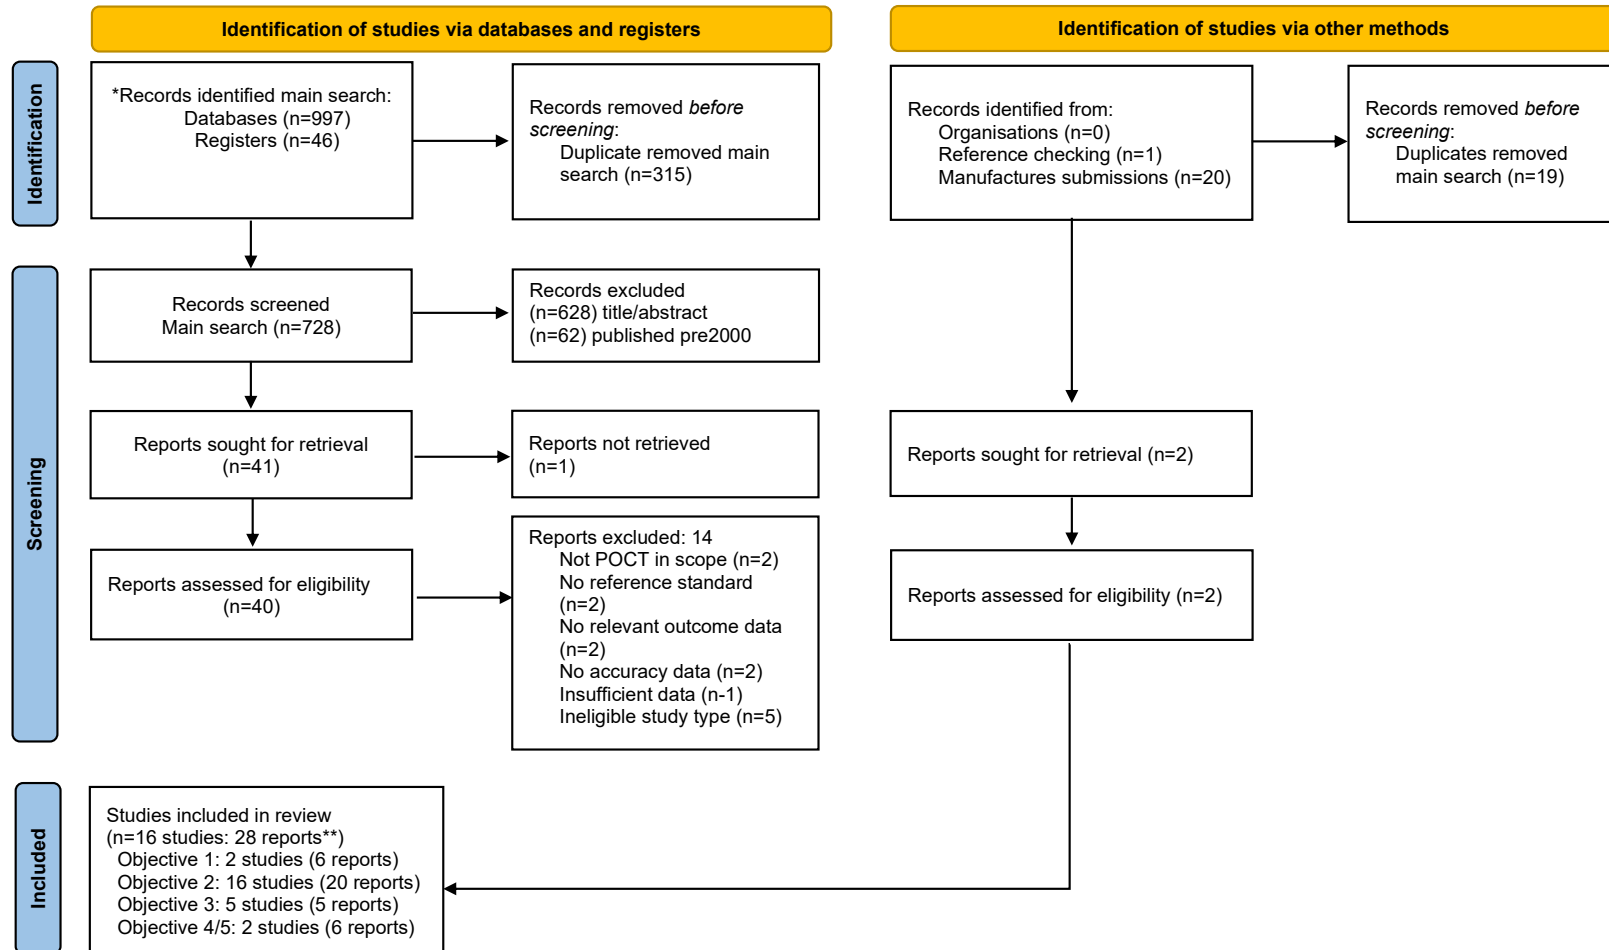 Identification of studies via databases and registers
Identification of studies via other methods
Identification
*Records identified main search:
Databases (n=997)
Registers (n=46)
Records removed before
screening:
Duplicate removed main
search (n=315)
Records identified from:
Organisations (n=0)
Reference checking (n=1)
Manufactures submissions (n=20)
Records removed before
screening:
Duplicates removed
main search (n=19)
Screening
Records screened
Main search (n=728)
Records excluded
(n=628) title/abstract
(n=62) published pre2000
Reports sought for retrieval
(n=41)
Reports not retrieved
(n=1)
Reports sought for retrieval (n=2)
Reports assessed for eligibility
(n=40)
Reports excluded: 14
Not POCT in scope (n=2)
No reference standard
(n=2)
No relevant outcome data
(n=2)
No accuracy data (n=2)
Insufficient data (n-1)
Ineligible study type (n=5)
Reports assessed for eligibility (n=2)
Included
Studies included in review
(n=16 studies: 28 reports**)
Objective 1: 2 studies (6 reports)
Objective 2: 16 studies (20 reports)
Objective 3: 5 studies (5 reports)
Objective 4/5: 2 studies (6 reports)